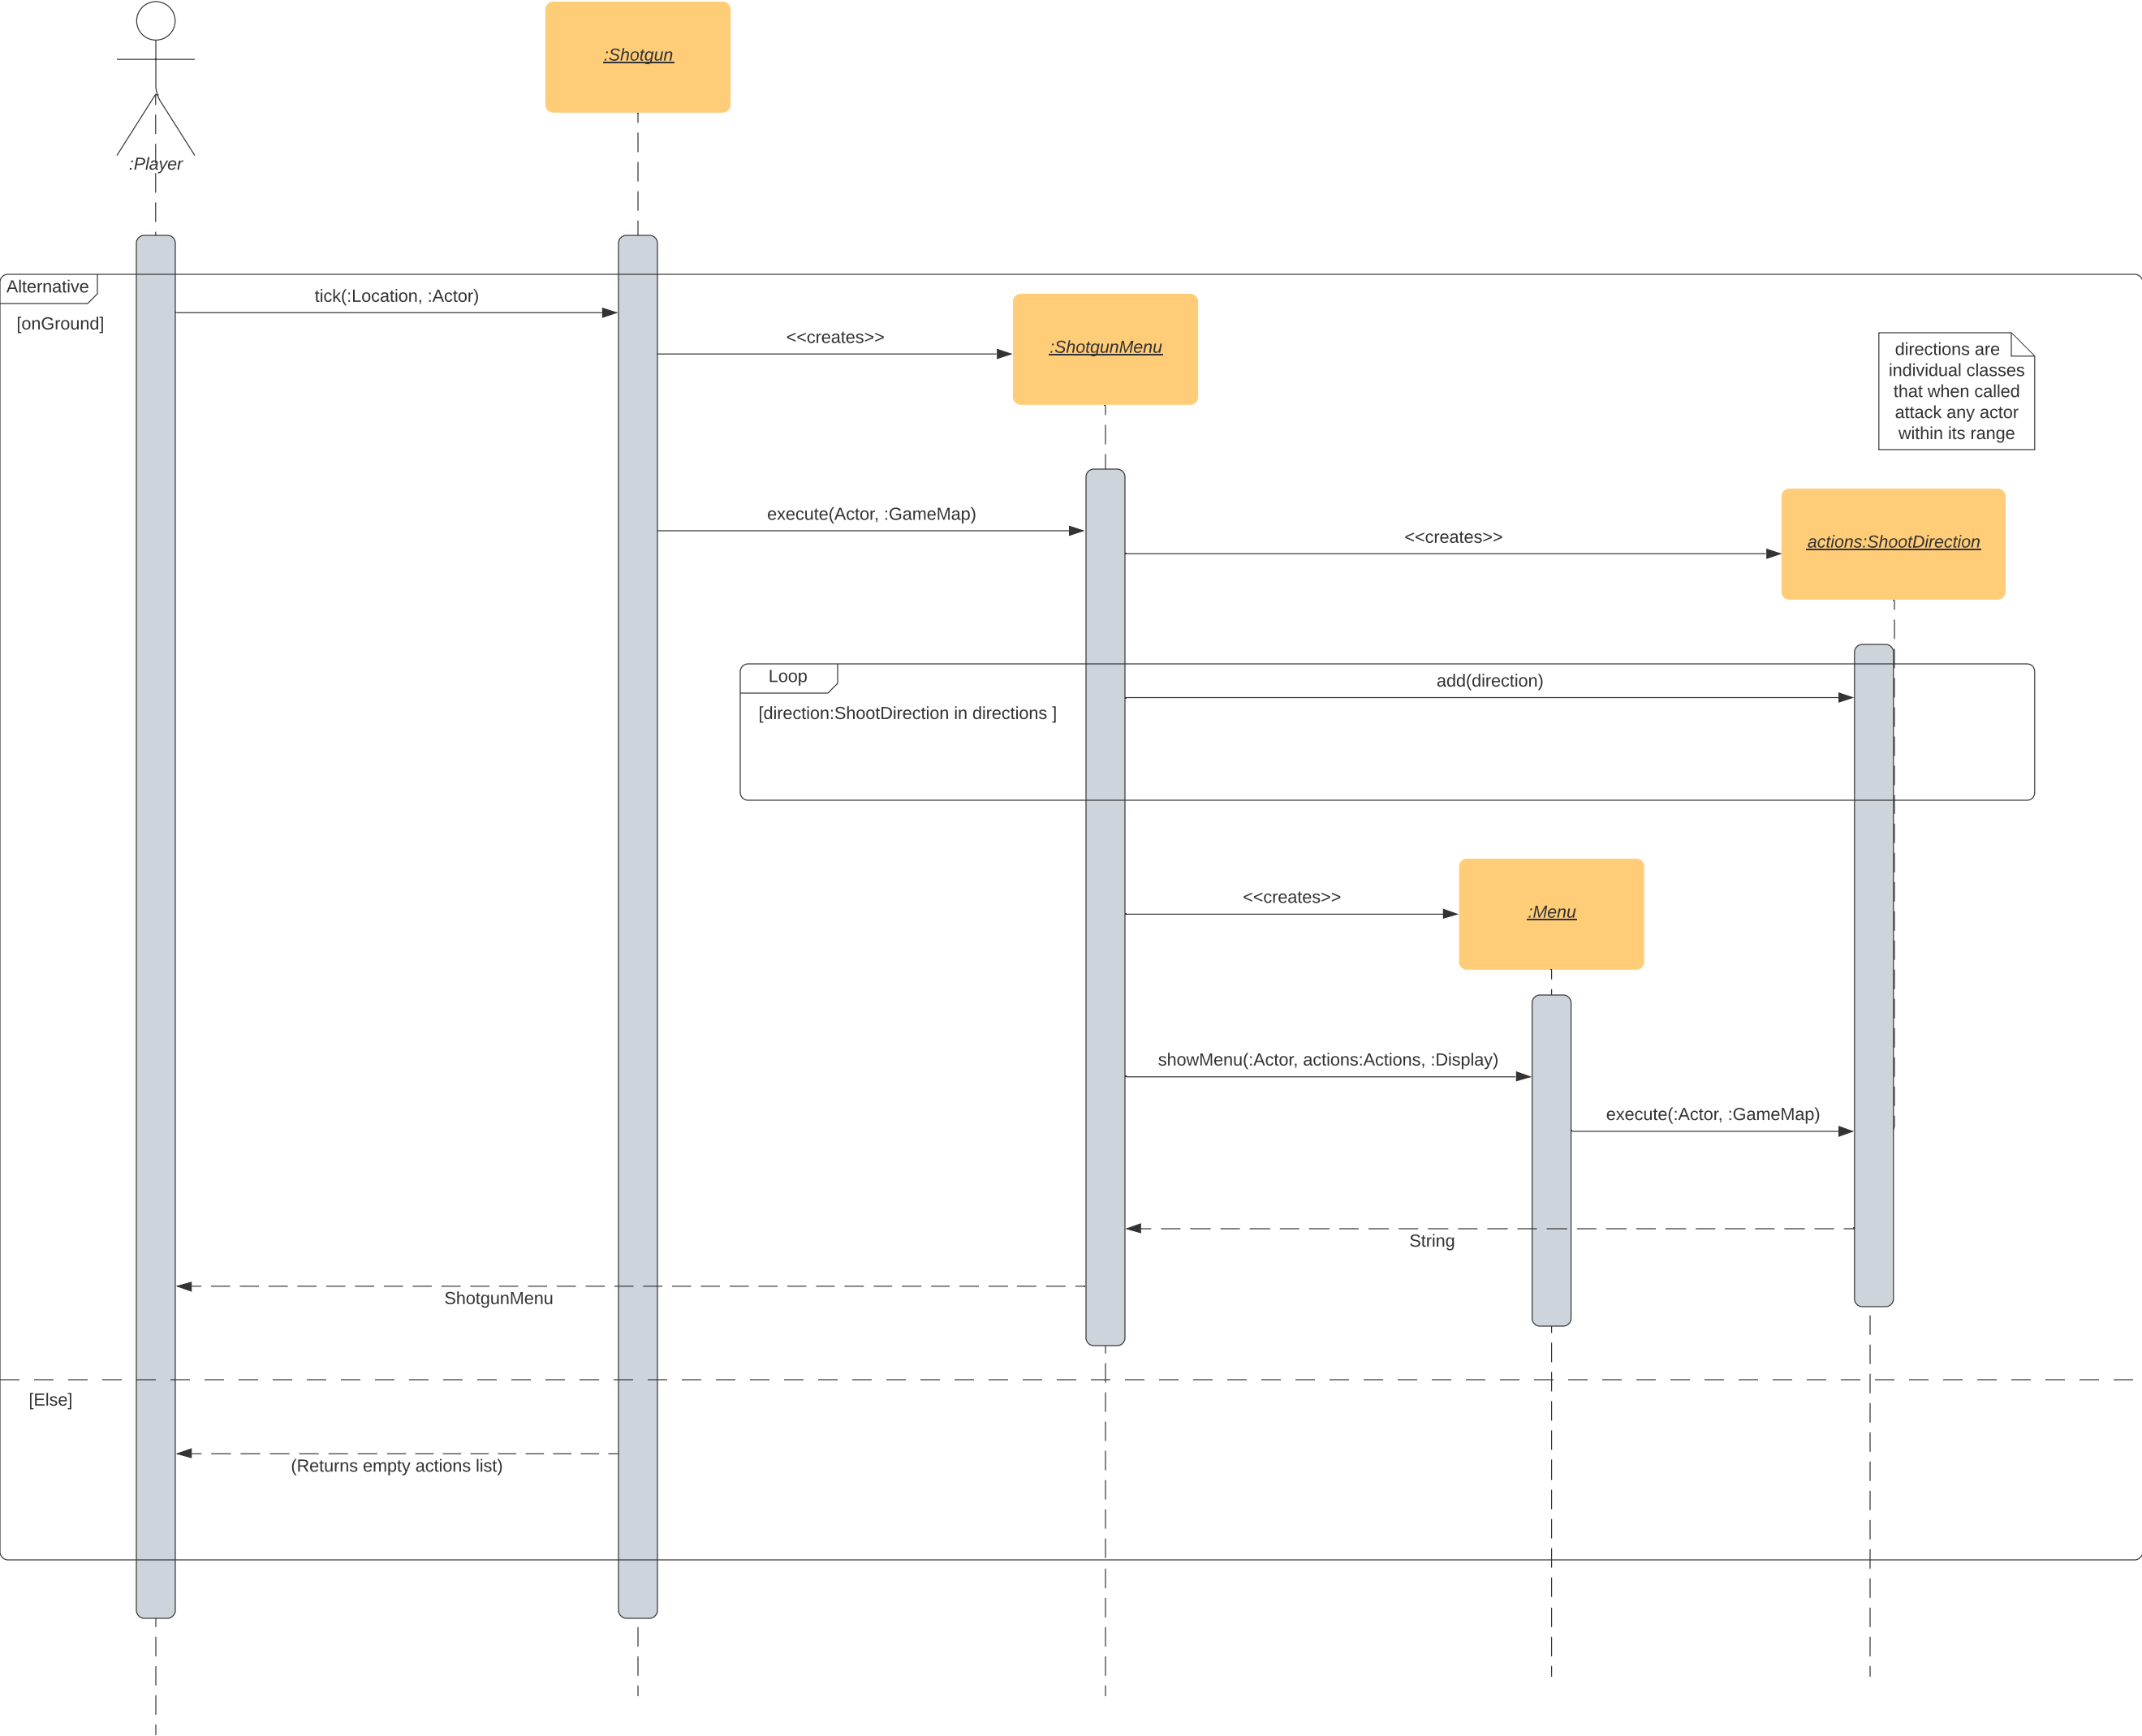 :Shotgun
:Player
Alternative
tick(:Location, :Actor)
[onGround]
<<creates>>
:ShotgunMenu
directions are
individual classes
that when called
attack any actor
within its range
execute(Actor, :GameMap)
<<creates>>
actions:ShootDirection
Loop
add(direction)
[direction:ShootDirection in directions ]
<<creates>>
:Menu
showMenu(:Actor, actions:Actions, :Display)
execute(:Actor, :GameMap)
String
ShotgunMenu
[Else]
(Returns empty actions list)